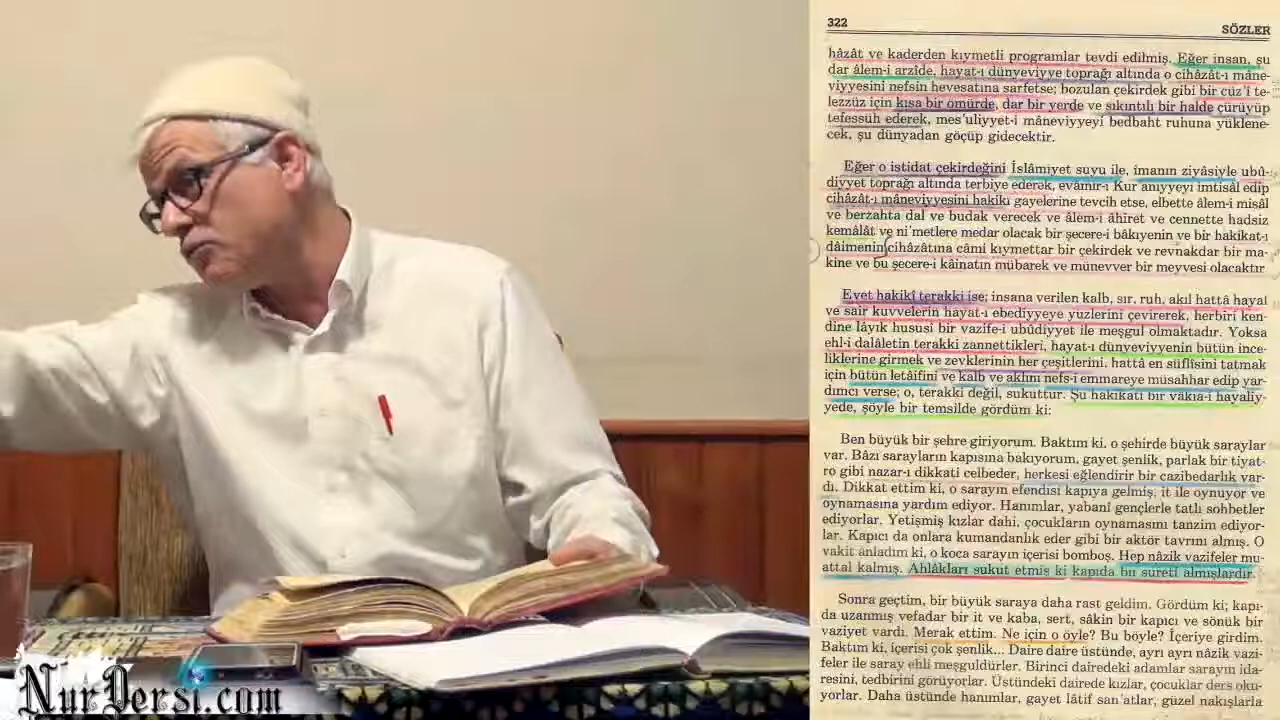 322
SÖZLER
hâzât ve kaderden kıymetli programlar tevdi edilmiş. Eğer insan, şu
dar âlem-i arzîde, hayat-ı dünyeviyye toprağı altında o cihâzât-ı mâne-
viyyesini nefsin hevesatına sarfetse; bozulan çekirdek gibi bir cüz'î te-
lezzüz için kısa bir ömürde, dar bir yerde ve sıkıntılı bir halde çürüyüp
tefessüh ederek, mes'uliyyet-i mâneviyyeyi bedbaht ruhuna yüklene-
cek, şu dünyadan göçüp gidecektir.
Eğer o istidat çekirdeğini İslâmiyet suyu ile, imanın ziyâsiyle ubû-
diyyet toprağı altında terbiye ederek, evâmir-i Kur'aniyyeyi imtisâl edip
cihâzât-ı mâneviyyesini hakikî gayelerine tevcih etse, elbette âlem-i misâl
ve berzahta dal ve budak verecek ve âlem-i âhiret ve cennette hadsiz
kemâlât ve ni'metlere medar olacak bir şecere-i bâkıyenin ve bir hakikat-ı
dâimenin cihâzâtına câmi kıymettar bir çekirdek ve revnakdar bir ma-
kine ve bu şecere-i kâinatın mübarek ve münevver bir meyvesi olacaktır
Evet hakikî terakki ise; insana verilen kalb, sır, ruh, akıl hattâ hayal
ve sair kuvvelerin hayat-ı ebediyyeye yüzlerini çevirerek, herbiri ken-
dine lâyık hususi bir vazife-i ubûdiyyet ile meşgul olmaktadır. Yoksa
ehl-i dalâletin terakki zannettikleri, hayat-ı dünyeviyyenin bütün ince-
liklerine girmek ve zevklerinin her çeşitlerini, hattâ en süflîsini tatmak
için bütün letâifini ve kalb ve aklını nefs-i emmareye müsahhar edip yar-
dımcı verse; o, terakki değil, sukuttur. Şu hakikatı bir vâkıa-i hayaliy-
yede, şöyle bir temsilde gördüm ki:
Ben büyük bir şehre giriyorum. Baktım ki, o şehirde büyük saraylar
var. Bâzı sarayların kapısına bakıyorum, gayet şenlik, parlak bir tiyat-
ro gibi nazar-ı dikkati celbeder, herkesi eğlendirir bir cazibedarlık var-
dı. Dikkat ettim ki, o sarayın efendisi kapıya gelmiş, it ile oynuyor ve
oynamasına yardım ediyor. Hanımlar, yabanî gençlerle tatlı sohbetler
ediyorlar. Yetişmiş kızlar dahi, çocukların oynamasını tanzim ediyor-
lar. Kapıcı da onlara kumandanlık eder gibi bir aktör tavrını almış. O
vakit anladım ki, o koca sarayın içerisi bomboş. Hep nâzik vazifeler mu-
attal kalmış. Ahlâkları sukut etmiş ki kapıda bu sureti almışlardır.
Sonra geçtim, bir büyük saraya daha rast geldim. Gördüm ki; kapı-
da uzanmış vefadar bir it ve kaba, sert, sâkin bir kapıcı ve sönük bir
vaziyet vardı. Merak ettim. Ne için o öyle? Bu böyle? İçeriye girdim.
Baktım ki, içerisi çok şenlik... Daire daire üstünde, ayrı ayrı nâzik vazi-
feler ile saray ehli meşguldürler. Birinci dairedeki adamlar sarayın ida-
resini, tedbirini görüyorlar. Üstündeki dairede kızlar, çocuklar ders oku-
yorlar. Daha üstünde hanımlar, gayet lâtif san'atlar, güzel nakışlarla
NurDersi.com